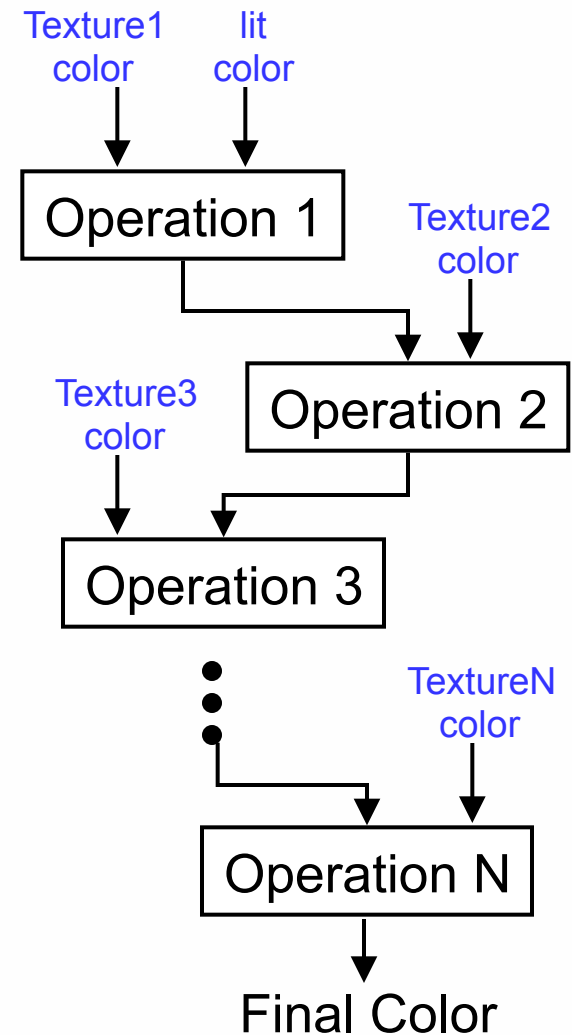 Texture1
color
lit
color
Operation 1
Texture2
color
Operation 2
Texture3
color
Operation 3
TextureN
color
Operation N
Final Color